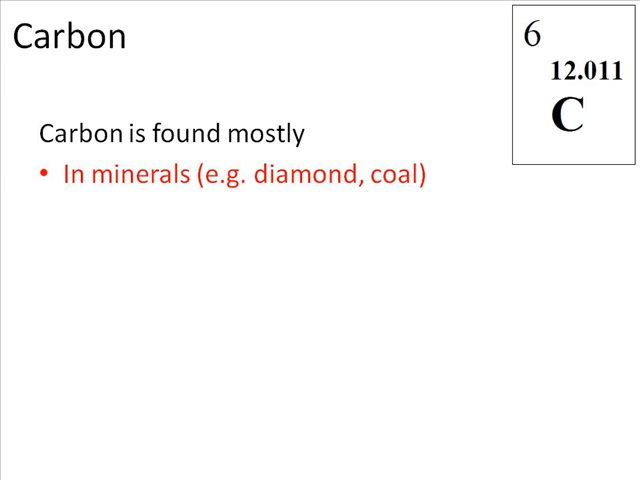 Carbon
6
12.011
C
Carbon is found mostly
• In minerals (e.g. diamond, coal)